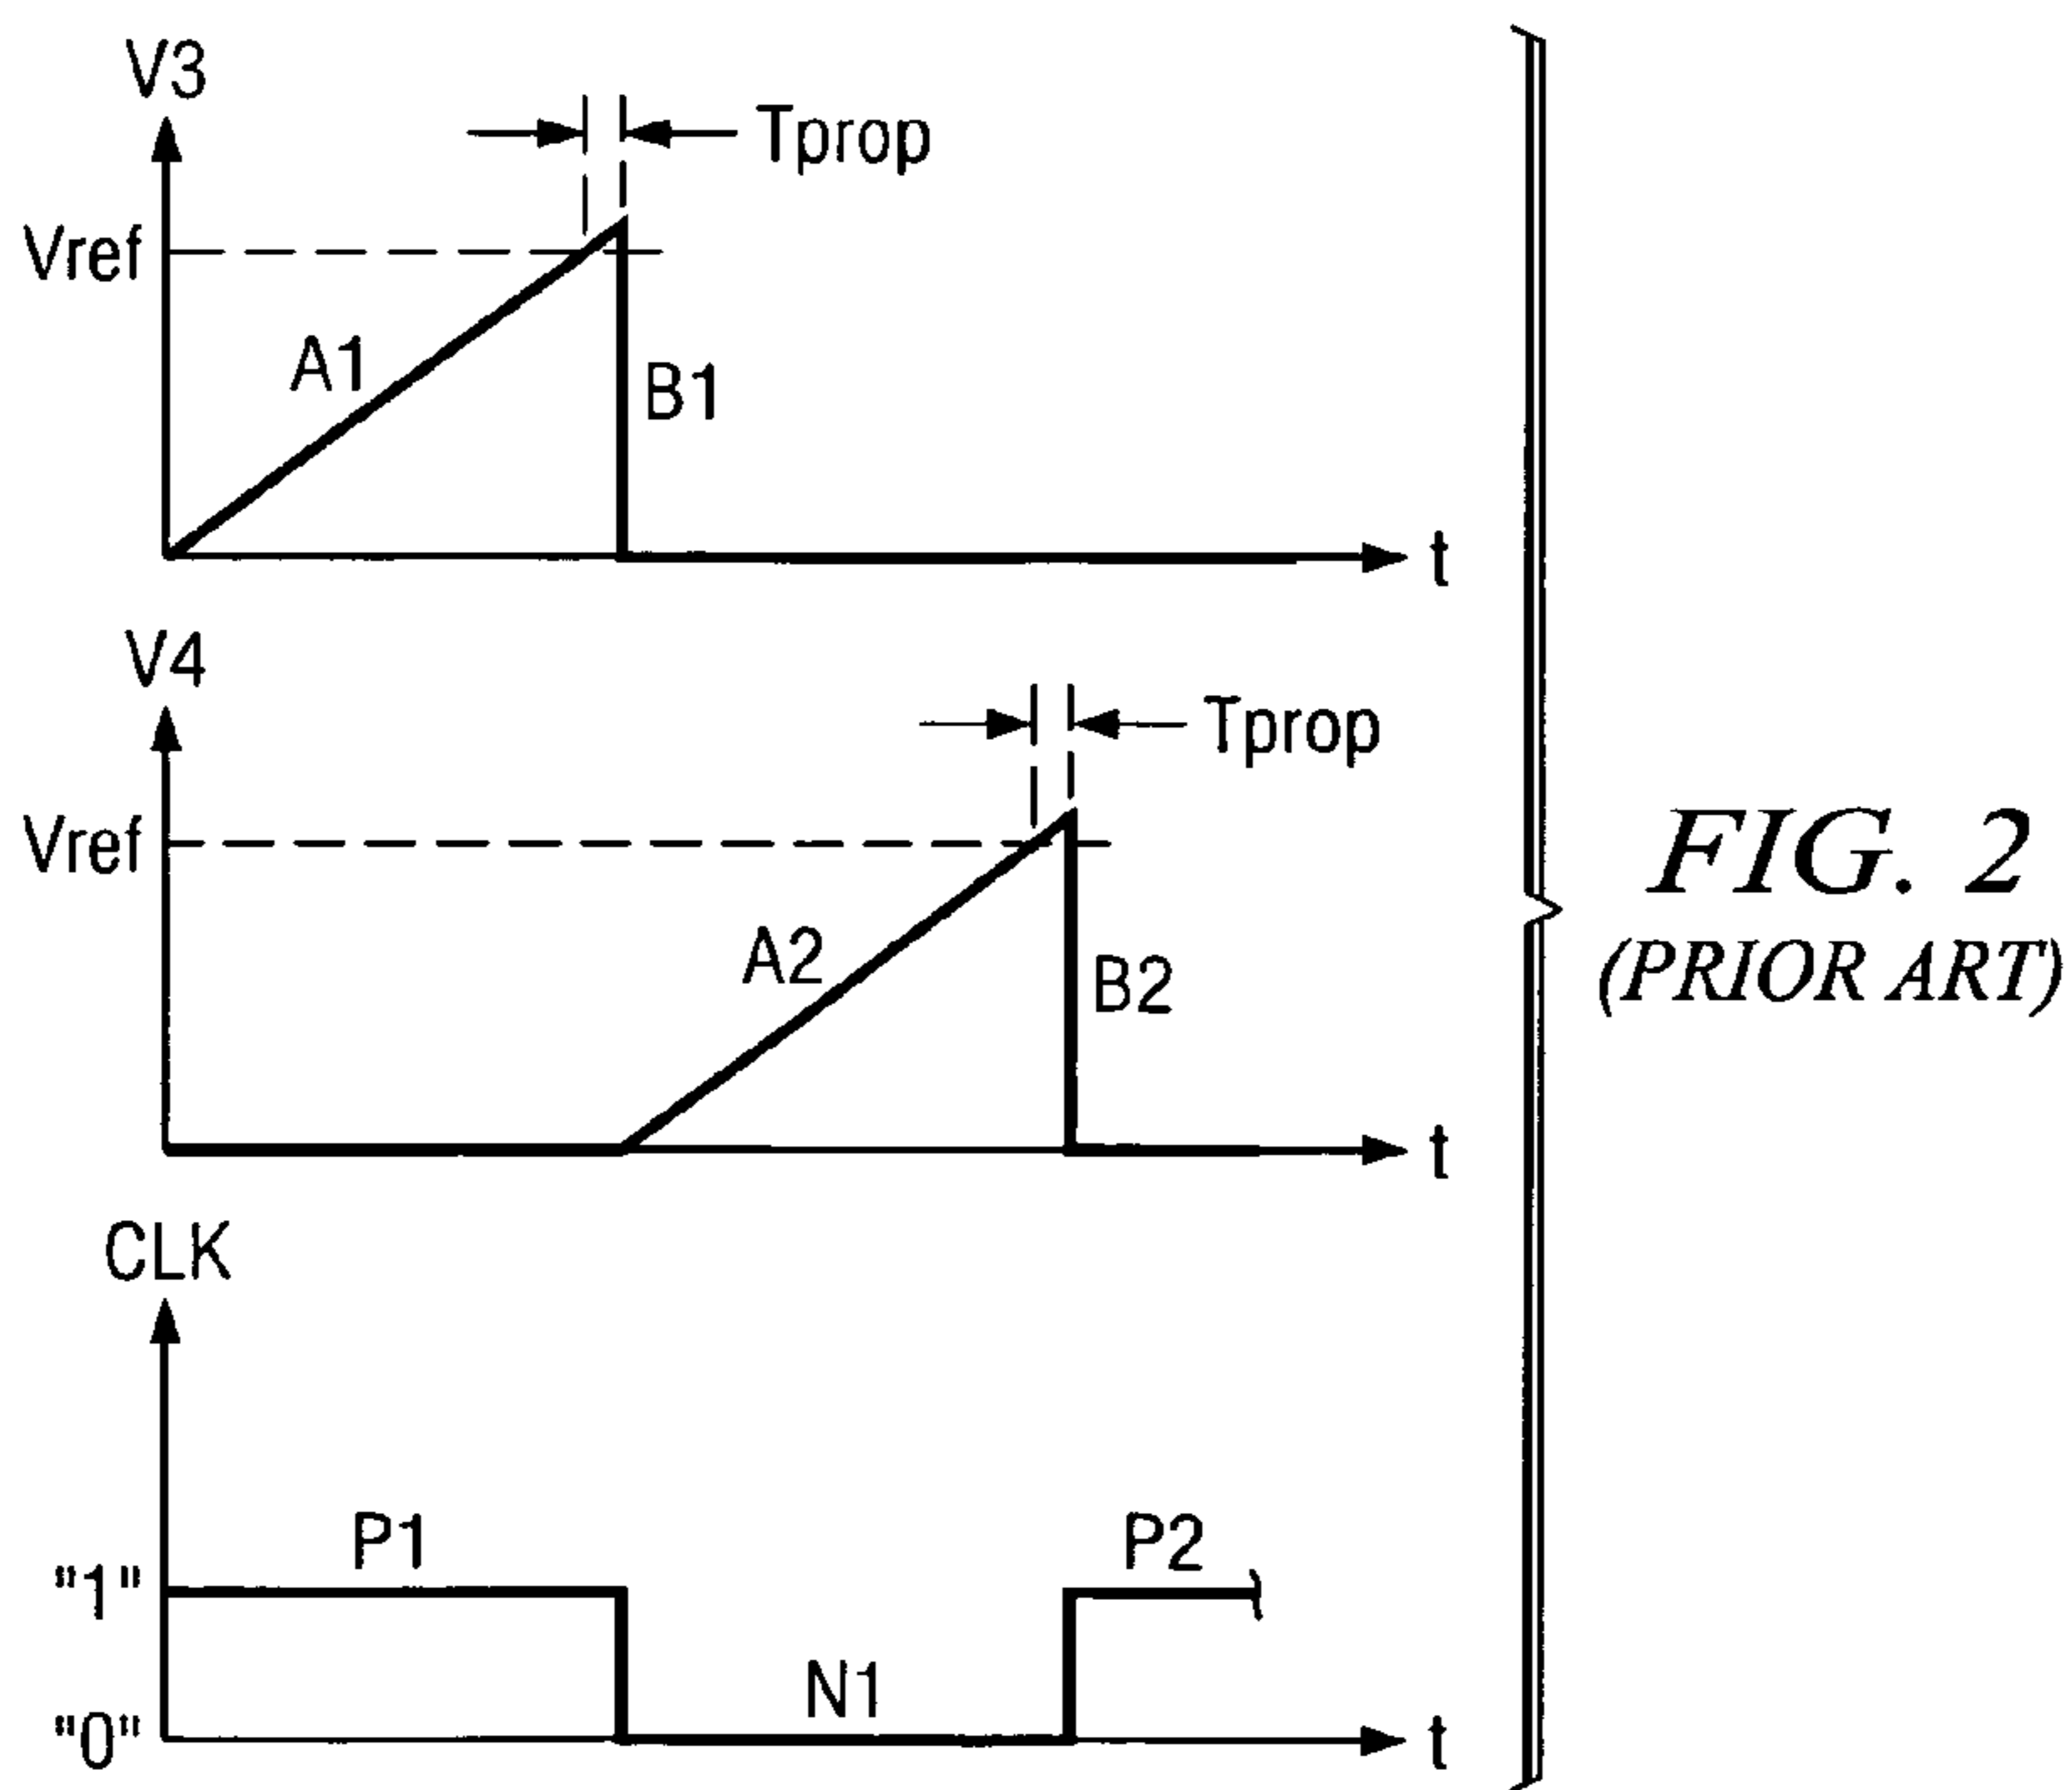 V3
Tprop
Vref
A1
B1
t
V4
Tprop
Vref
A2
B2
t
FIG. 2
(PRIOR ART)
CLK
P1
P2
"1"
N1
"0"
t